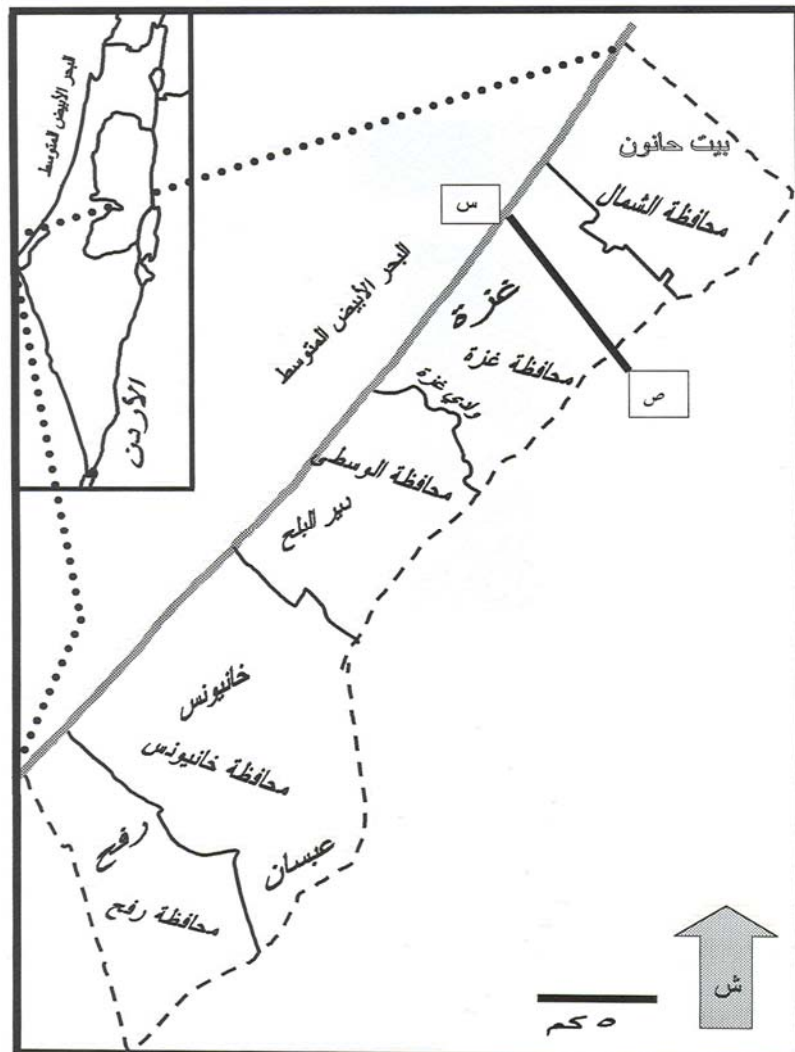 البحر الأبيض المتوسط
الأردن
بيت حانون
محافظة الشمال
س
البحر الأبيض المتوسط
غزة
محافظة غزة
وادي غزة
ص
محافظة الوسطى
دير البلح
خانيونس
محافظة خانيونس
رفح
عبسان
محافظة رفح
ش
٥ كم